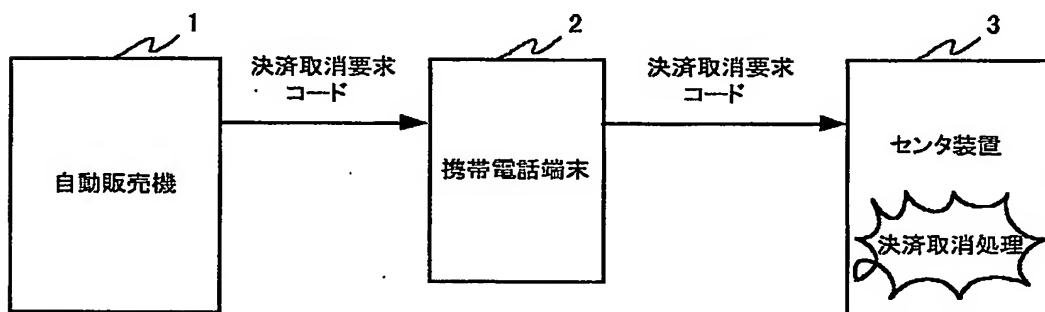 1
2
3
決済取消要求
コード
決済取消要求
コード
自動販売機
携帯電話端末
センタ装置
決済取消処理